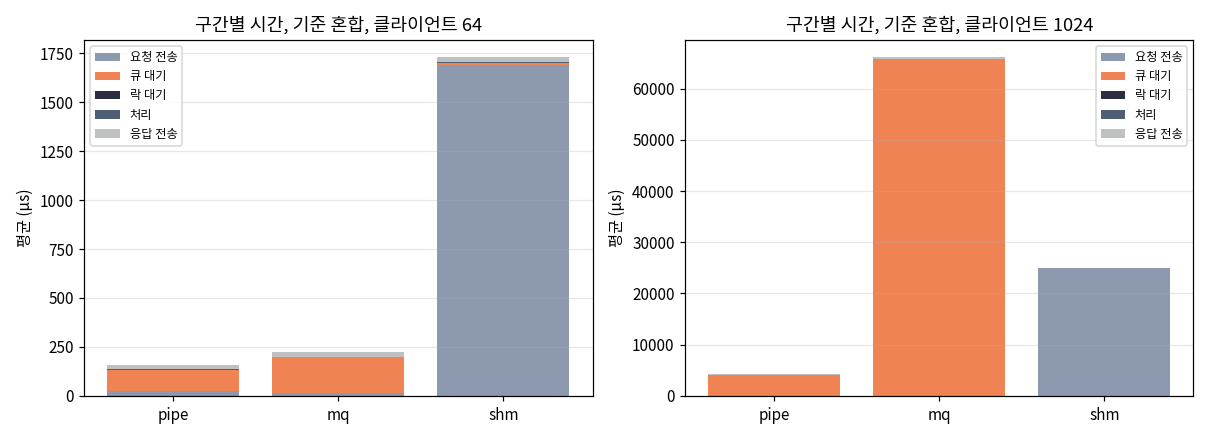 구간별 시간, 기준 혼합, 클라이언트 64
평균 (µs)
1750
1500
1250
1000
750
500
250
0
요청 전송
큐 대기
락 대기
처리
응답 전송
pipe
mq
shm
구간별 시간, 기준 혼합, 클라이언트 1024
평균 (µs)
60000
50000
40000
30000
20000
10000
0
요청 전송
큐 대기
락 대기
처리
응답 전송
pipe
mq
shm